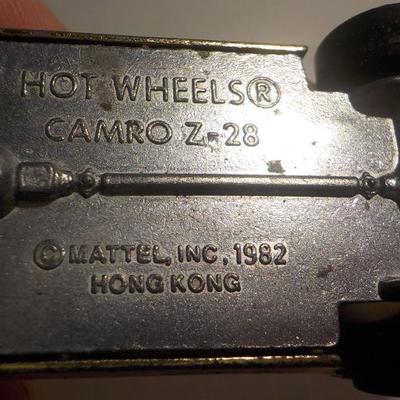 HOT WHEELS®
CAMRO Z-28
© MATTEL, INC, 1982
HONG KONG